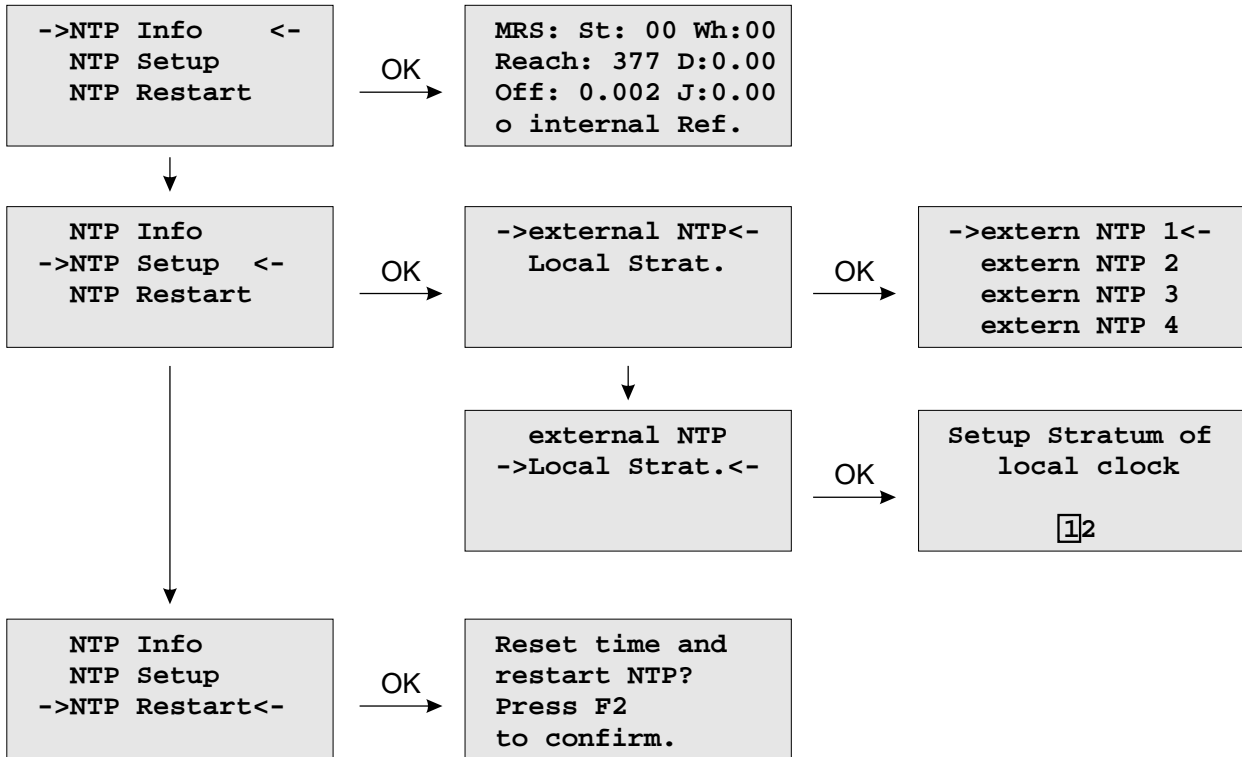 ->NTP Info <-
NTP Setup
NTP Restart
OK
MRS: St: 00 Wh:00
Reach: 377 D:0.00
Off: 0.002 J:0.00
o internal Ref.
NTP Info
->NTP Setup <-
NTP Restart
OK
->external NTP<-
Local Strat.
OK
->extern NTP 1<-
extern NTP 2
extern NTP 3
extern NTP 4
external NTP
->Local Strat.<-
OK
Setup Stratum of
local clock
12
NTP Info
NTP Setup
->NTP Restart<-
OK
Reset time and
restart NTP?
Press F2
to confirm.